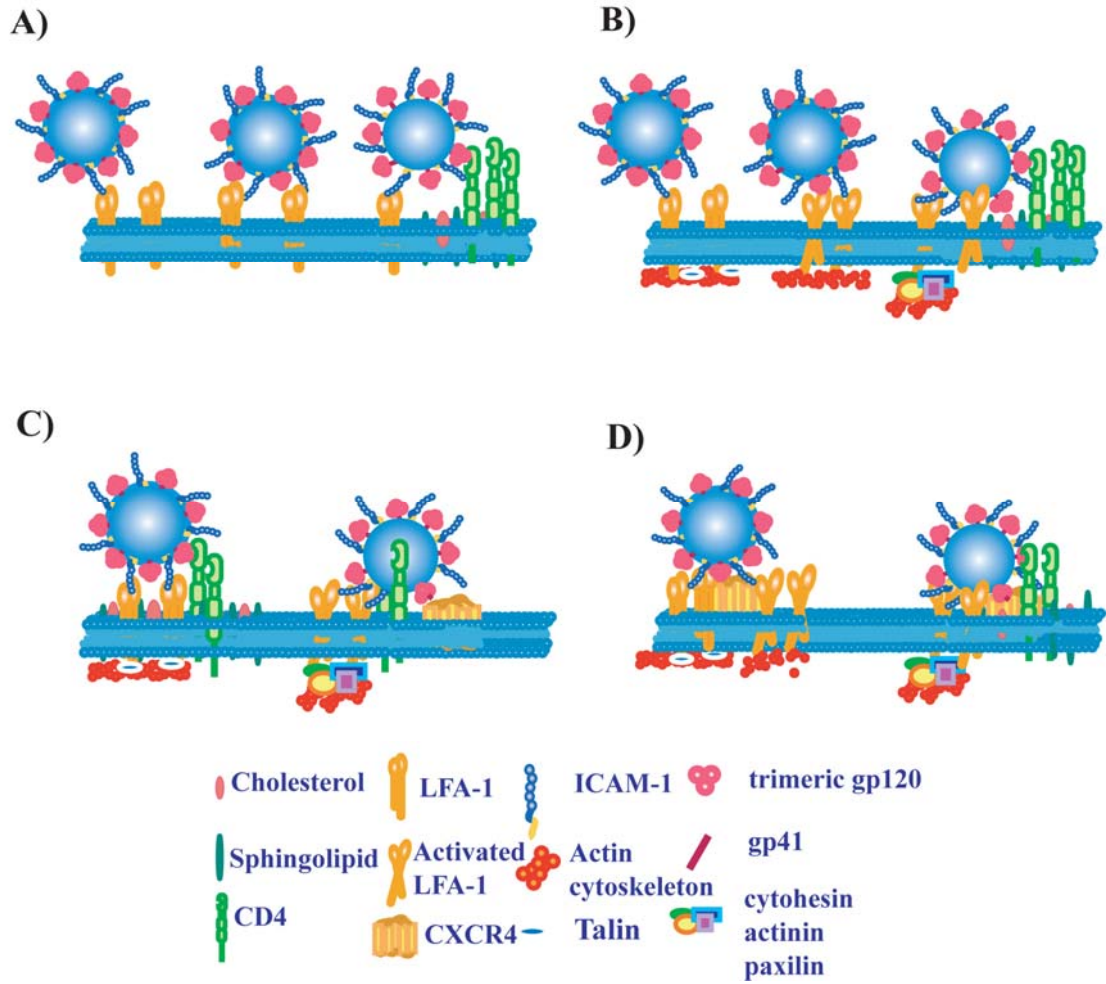 A)
B)
C)
D)
Cholesterol
LFA-1
ICAM-1
trimeric gp120
Sphingolipid
Activated
LFA-1
Actin
cytoskeleton
gp41
CD4
CXCR4
Talin
cytohesin
actinin
paxilin